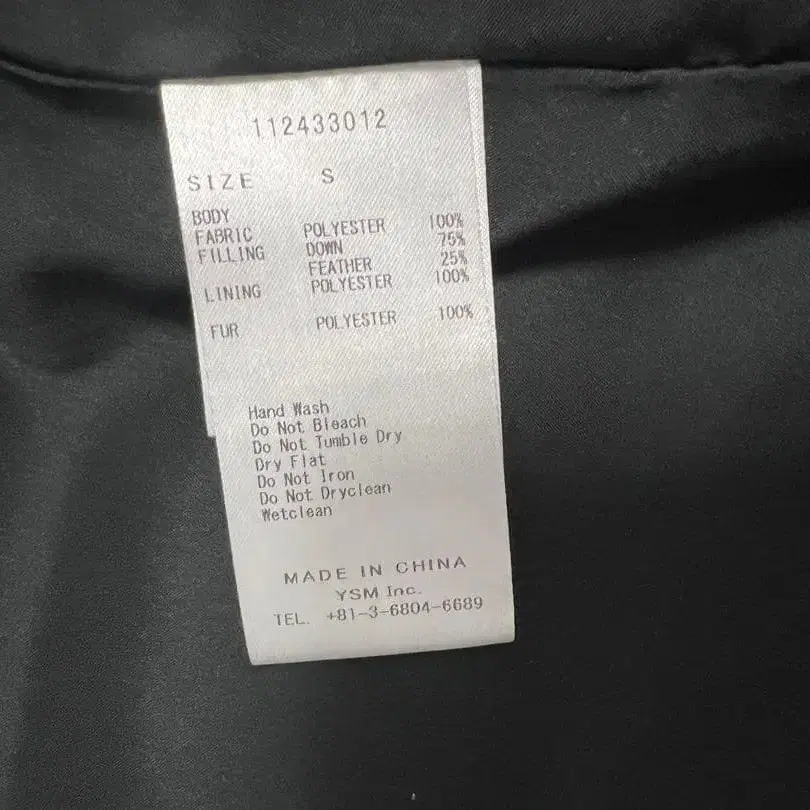 112433012
SIZE S
BODY
FABRIC POLYESTER 100%
FILLING DOWN 75%
FEATHER 25%
LINING POLYESTER 100%
FUR POLYESTER 100%
Hand Wash
Do Not Bleach
Do Not Tumble Dry
Dry Flat
Do Not Iron
Do Not Dryclean
Wetclean
MADE IN CHINA
YSM Inc.
TEL. +81-3-6804-6689